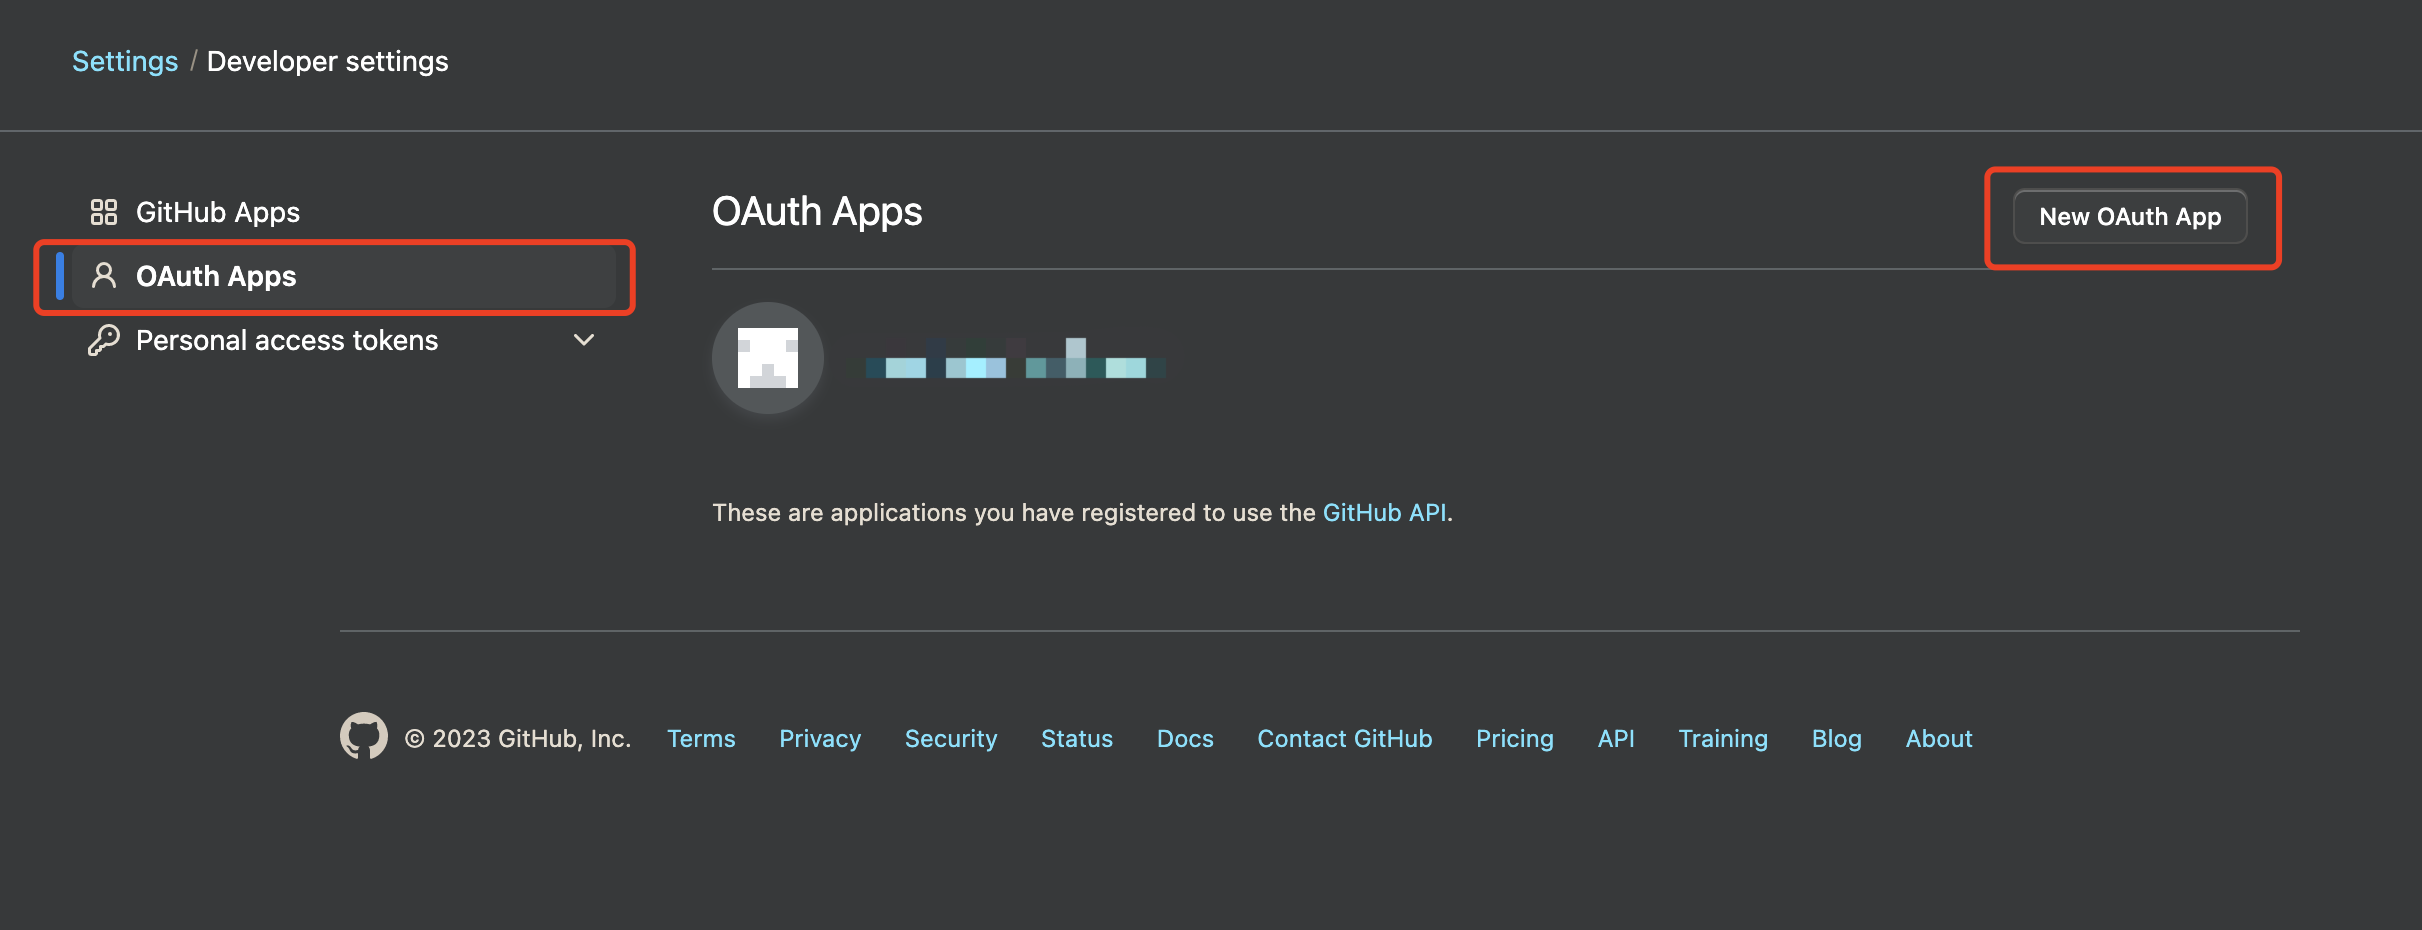 Settings / Developer settings
GitHub Apps
OAuth Apps
Personal access tokens
OAuth Apps
New OAuth App
These are applications you have registered to use the GitHub API.
© 2023 GitHub, Inc. Terms Privacy Security Status Docs Contact GitHub Pricing API Training Blog About